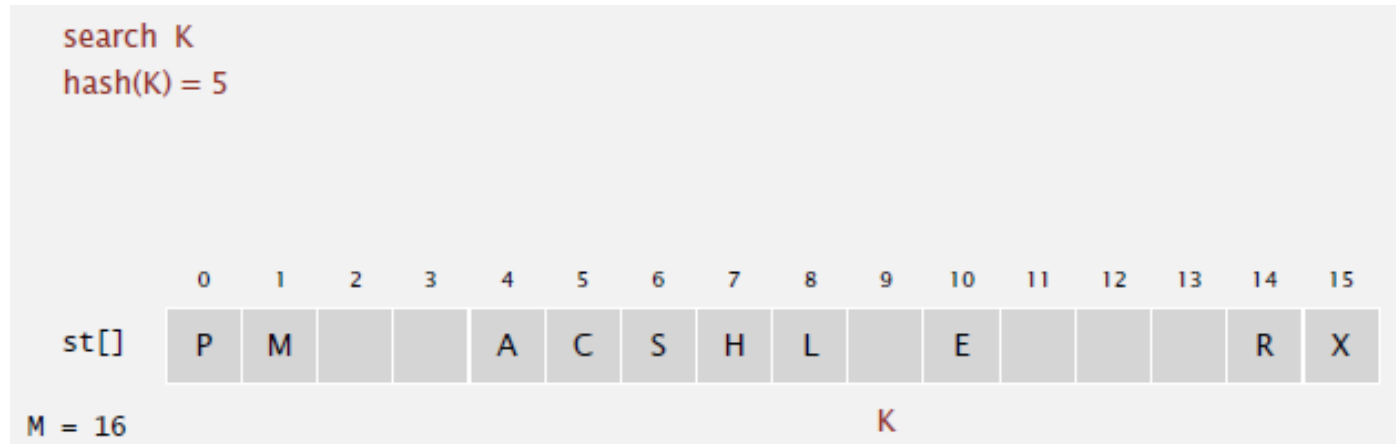 search K
hash(K) = 5
0 1 2 3 4 5 6 7 8 9 10 11 12 13 14 15
st[] P M A C S H L E R X
M = 16 K